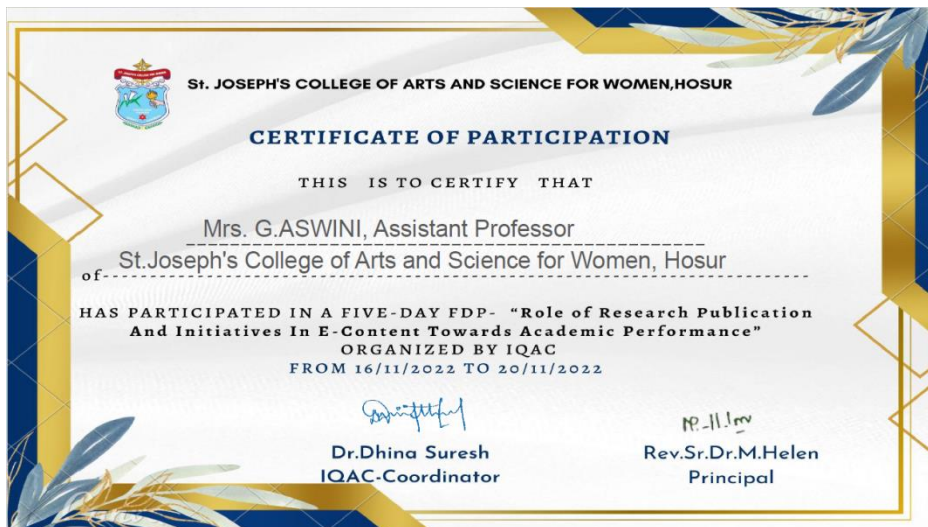 St. JOSEPH'S COLLEGE OF ARTS AND SCIENCE FOR WOMEN,HOSUR
CERTIFICATE OF PARTICIPATION
THIS IS TO CERTIFY THAT
Mrs. G.ASWINI, Assistant Professor
of St.Joseph's College of Arts and Science for Women, Hosur
HAS PARTICIPATED IN A FIVE-DAY FDP- “Role of Research Publication
And Initiatives In E-Content Towards Academic Performance”
ORGANIZED BY IQAC
FROM 16/11/2022 TO 20/11/2022
Dr.Dhina Suresh
IQAC-Coordinator
Rev.Sr.Dr.M.Helen
Principal